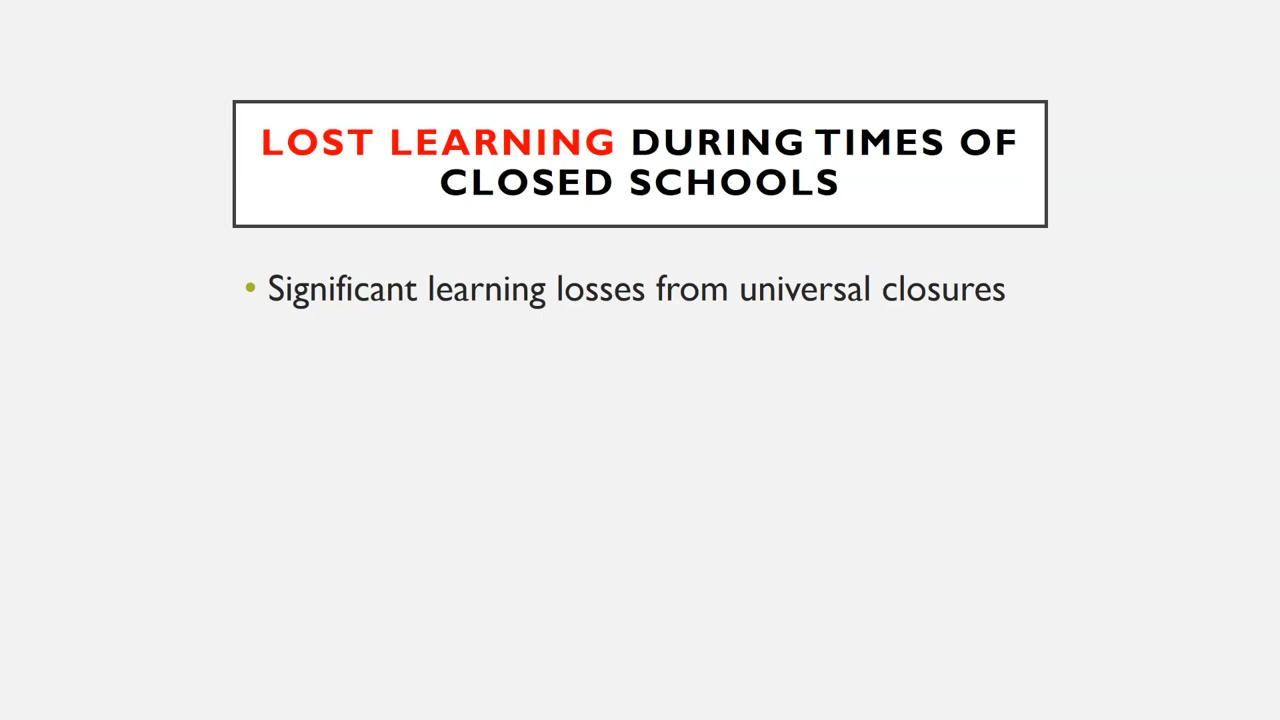 LOST LEARNING DURING TIMES OF
CLOSED SCHOOLS
• Significant learning losses from universal closures